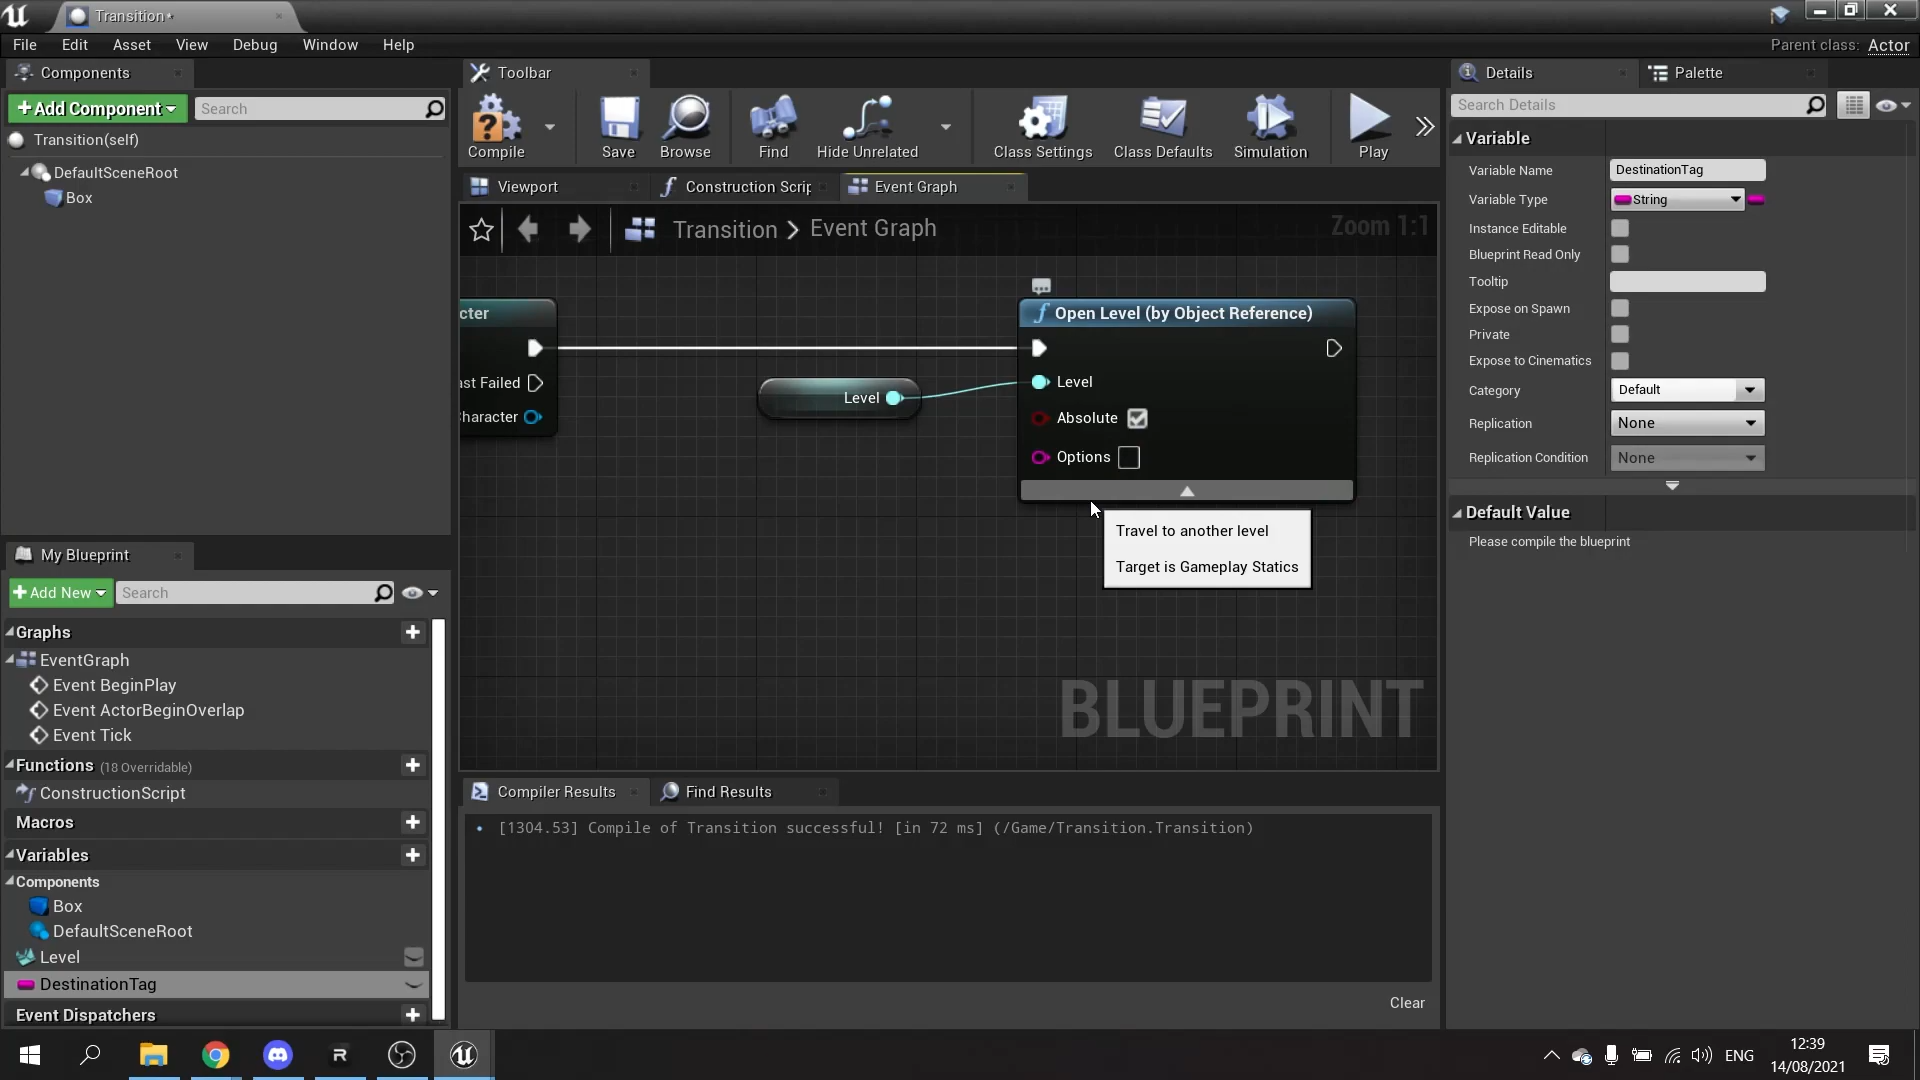 Transition*
File Edit Asset View Debug Window Help
Parent class: Actor
Components
+Add Component
Search
Transition(self)
DefaultSceneRoot
Box
Toolbar
Compile
Save
Browse
Find
Hide Unrelated
Class Settings
Class Defaults
Simulation
Play
Viewport
Construction Scrip
Event Graph
Transition > Event Graph
Zoom 1:1
cter
ast Failed
Character
Level
Open Level (by Object Reference)
Level
Absolute
Options
Travel to another level
Target is Gameplay Statics
BLUEPRINT
Compiler Results
Find Results
• [1304.53] Compile of Transition successful! [in 72 ms] (/Game/Transition.Transition)
Clear
My Blueprint
+Add New
Search
Graphs
EventGraph
Event BeginPlay
Event ActorBeginOverlap
Event Tick
Functions (18 Overridable)
ConstructionScript
Macros
Variables
Components
Box
DefaultSceneRoot
Level
DestinationTag
Event Dispatchers
Details
Palette
Search Details
Variable
Variable Name DestinationTag
Variable Type String
Instance Editable
Blueprint Read Only
Tooltip
Expose on Spawn
Private
Expose to Cinematics
Category Default
Replication None
Replication Condition None
Default Value
Please compile the blueprint
ENG
12:39
14/08/2021